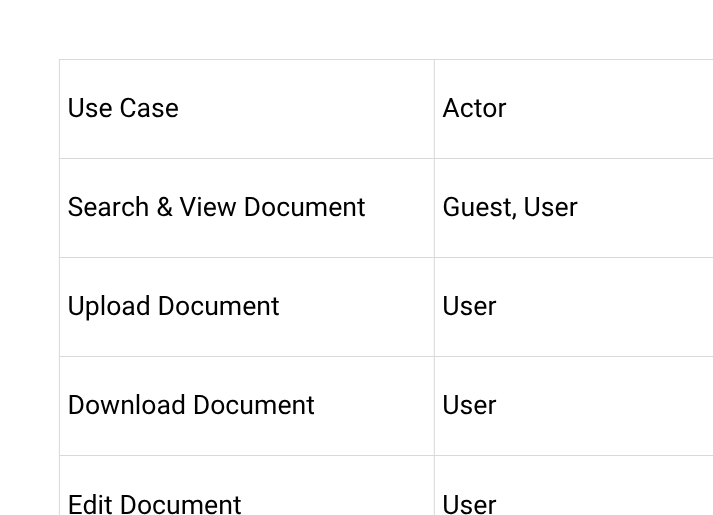 Use Case Actor
Search & View Document Guest, User
Upload Document User
Download Document User
Edit Document User